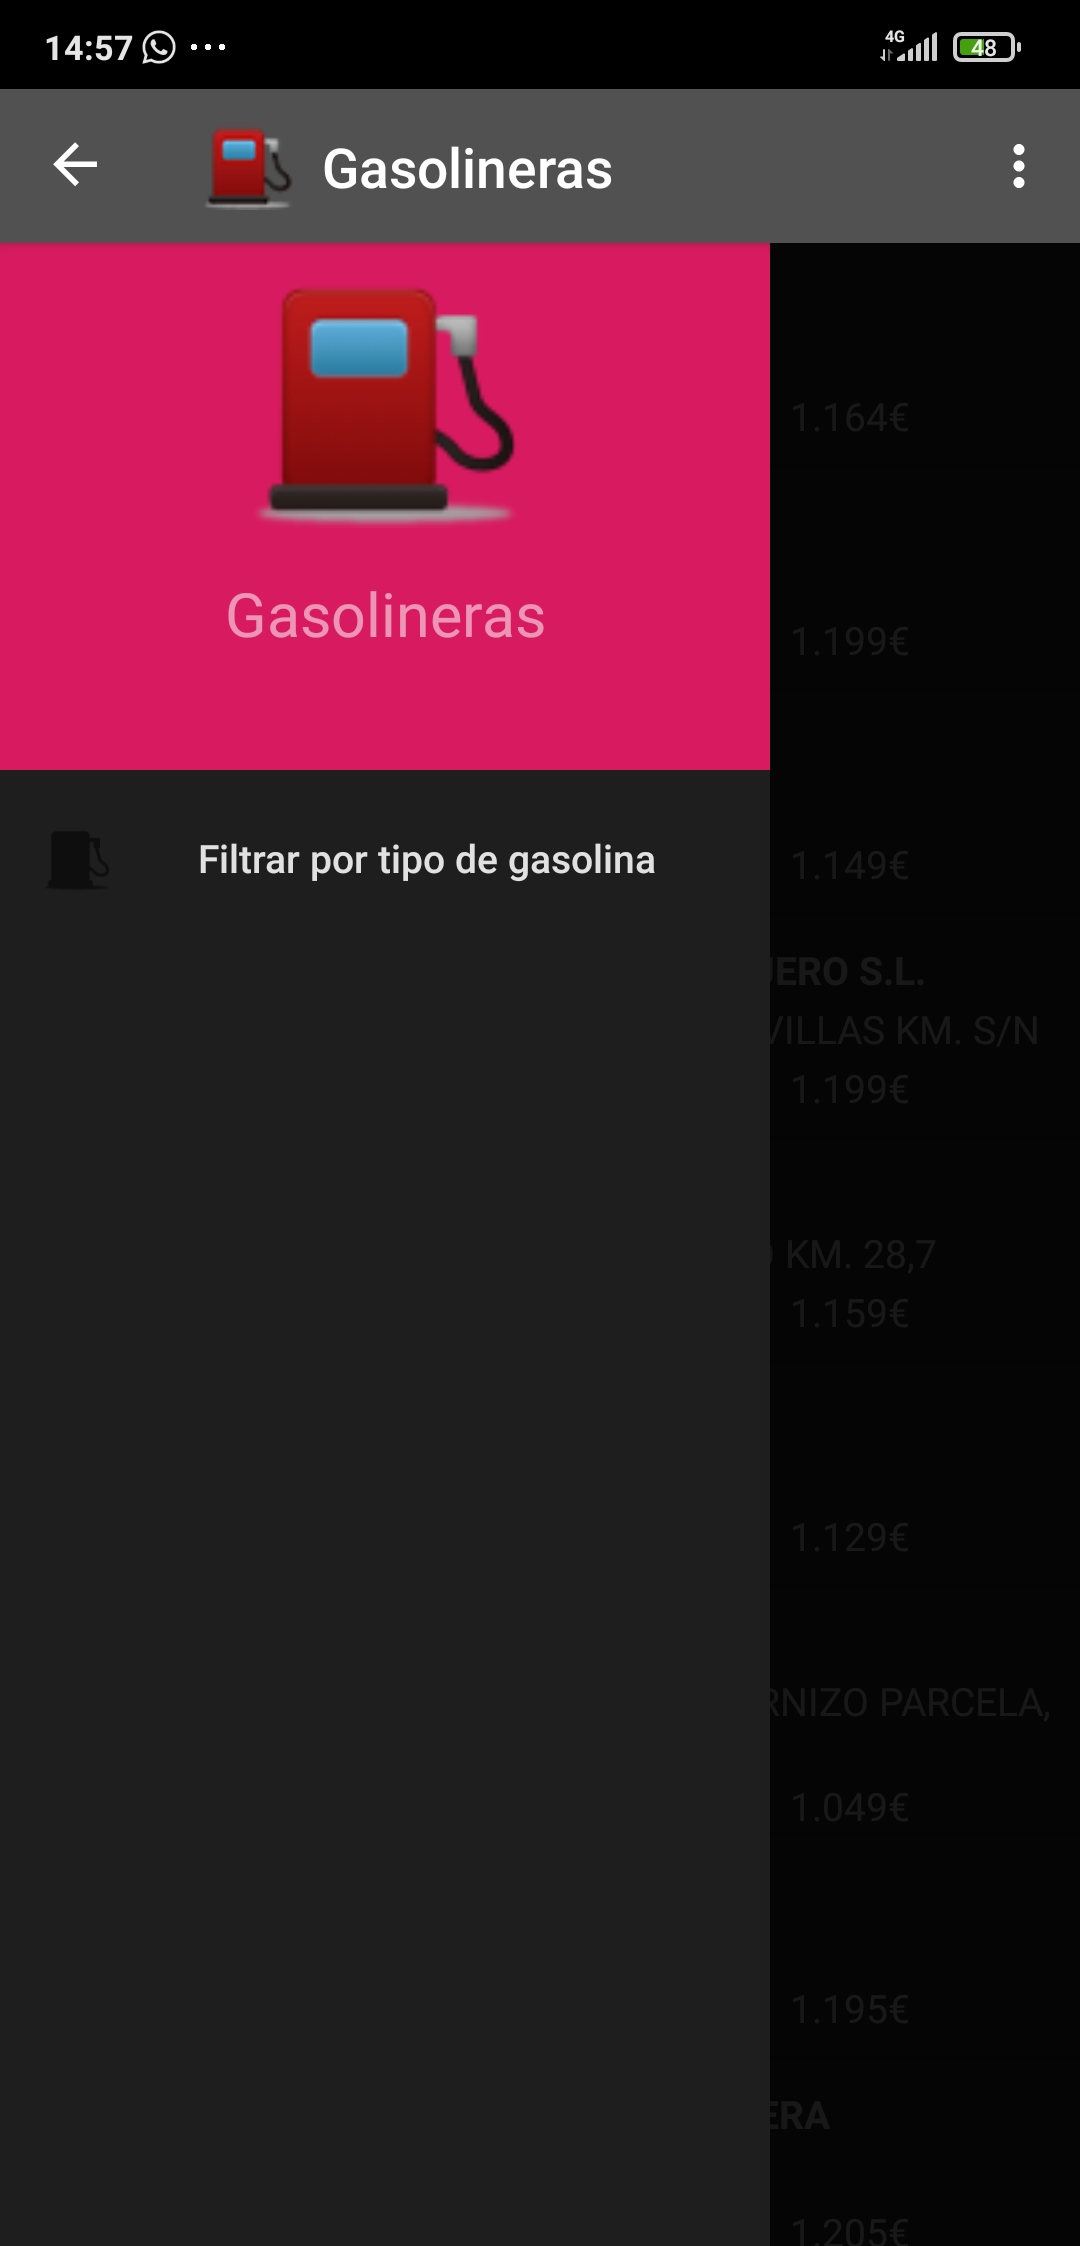 14:57
4G
48
Gasolineras
Gasolineras
Filtrar por tipo de gasolina
1.164€
1.199€
1.149€
JERO S.L.
VILLAS KM. S/N
1.199€
KM. 28,7
1.159€
1.129€
RNIZO PARCELA,
1.049€
1.195€
ERA
1.205€